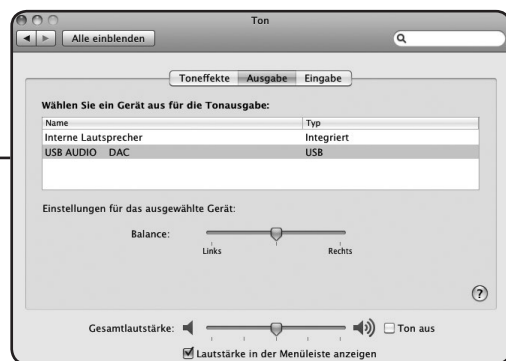 Ton
Alle einblenden
Toneffekte Ausgabe Eingabe
Wählen Sie ein Gerät aus für die Tonausgabe:
Name Typ
Interne Lautsprecher Integriert
USB AUDIO DAC USB
Einstellungen für das ausgewählte Gerät:
Balance:
Links Rechts
?
Gesamtlautstärke: Ton aus
Lautstärke in der Menüleiste anzeigen